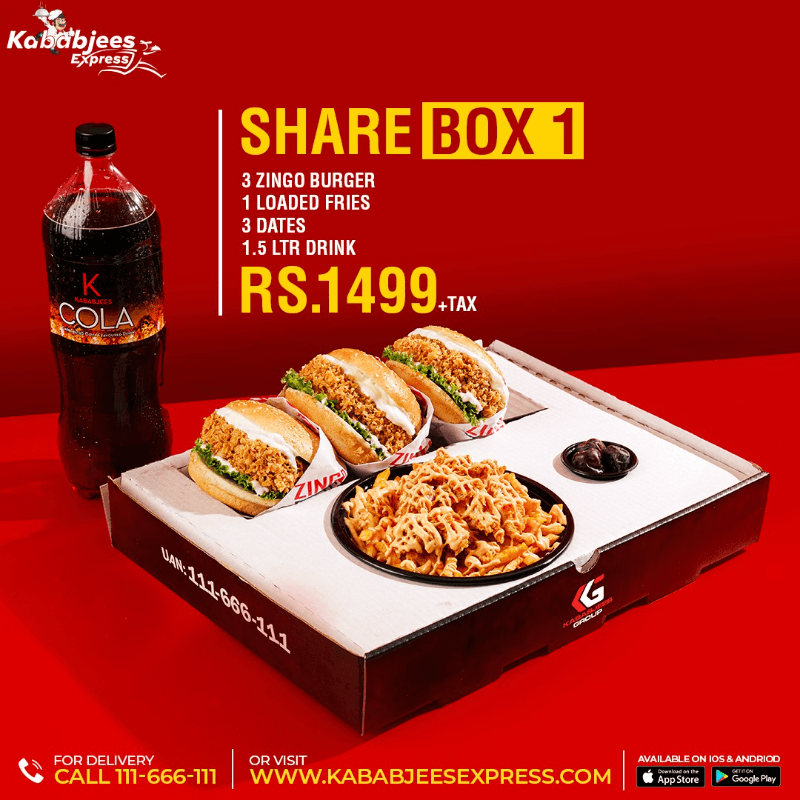 Kababjees
Express
SHARE BOX 1
3 ZINGO BURGER
1 LOADED FRIES
3 DATES
1.5 LTR DRINK
RS.1499+TAX
K
KABABJEES
COLA
ZINGO
ZING
UAN: 111-666-111
KG
KABABJEES
GROUP
FOR DELIVERY
CALL 111-666-111
OR VISIT
WWW.KABABJEESEXPRESS.COM
AVAILABLE ON IOS & ANDRIOD
Download on the
App Store
GET IT ON
Google Play